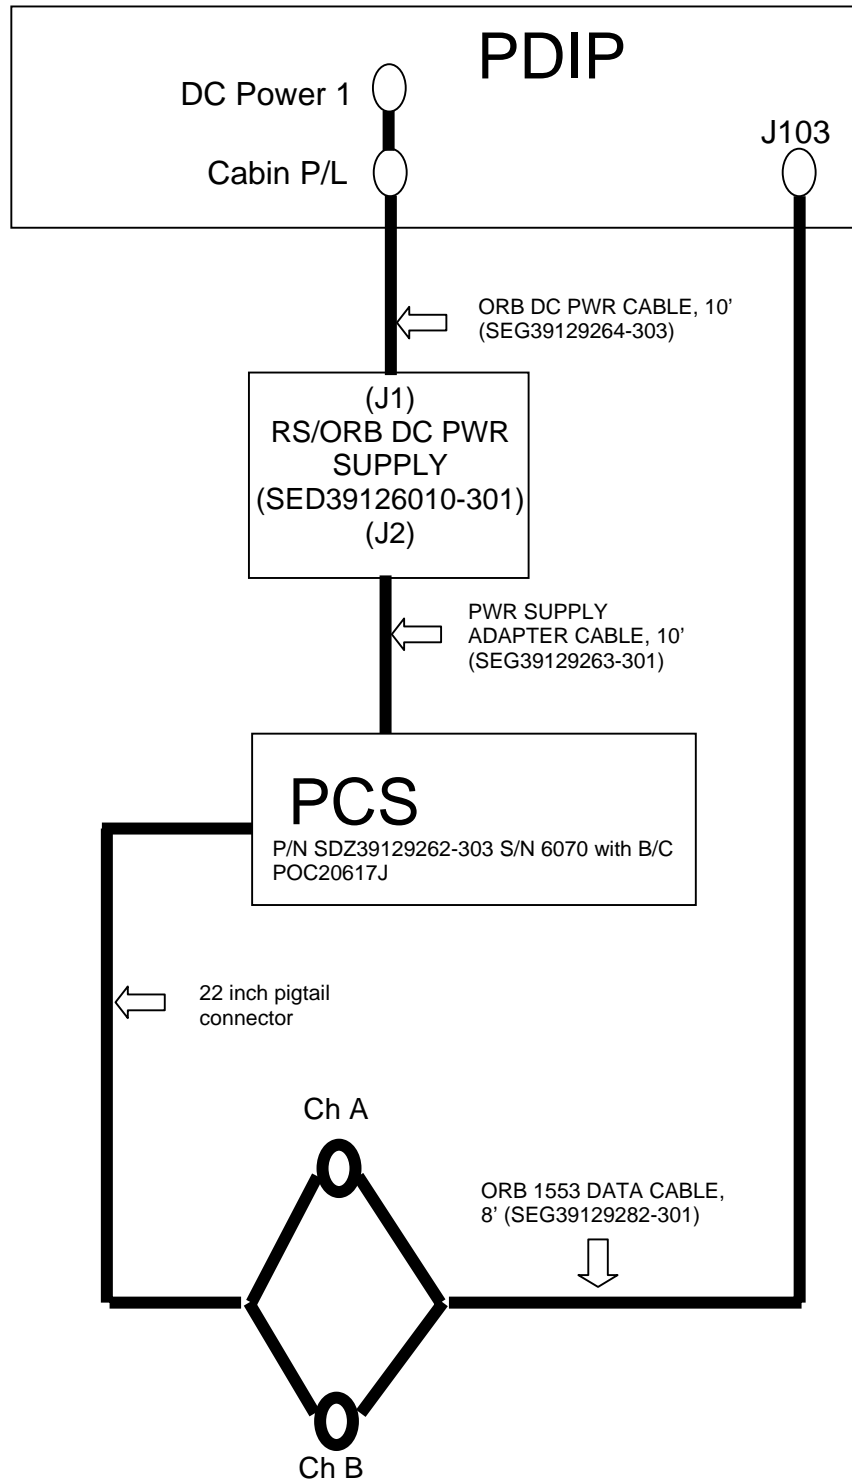 PDIP
DC Power 1
J103
Cabin P/L
ORB DC PWR CABLE, 10’
(SEG39129264-303)
(J1)
RS/ORB DC PWR
SUPPLY
(SED39126010-301)
(J2)
PWR SUPPLY
ADAPTER CABLE, 10’
(SEG39129263-301)
PCS
P/N SDZ39129262-303 S/N 6070 with B/C
POC20617J
22 inch pigtail
connector
Ch A
ORB 1553 DATA CABLE,
8’ (SEG39129282-301)
Ch B